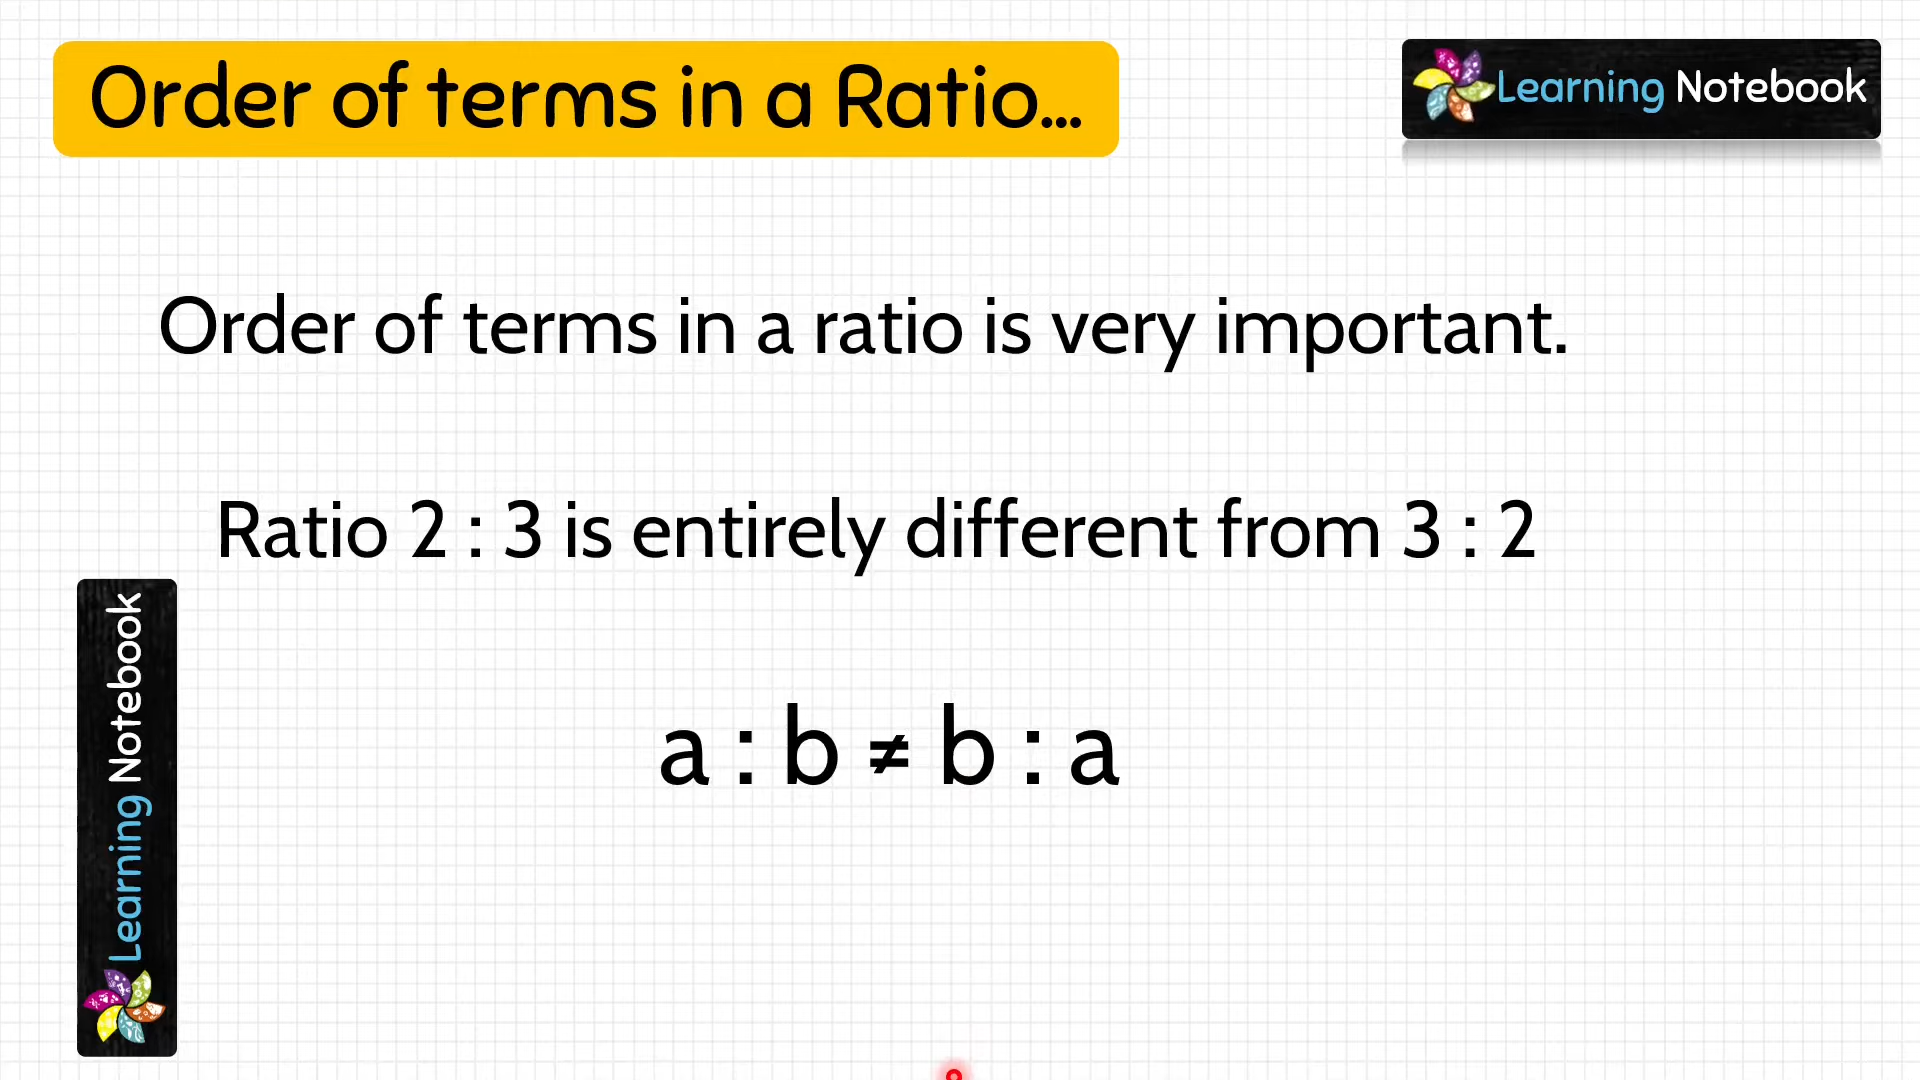 Order of terms in a Ratio...
Learning Notebook
Order of terms in a ratio is very important.
Ratio 2 : 3 is entirely different from 3 : 2
a : b ≠ b : a
Learning Notebook